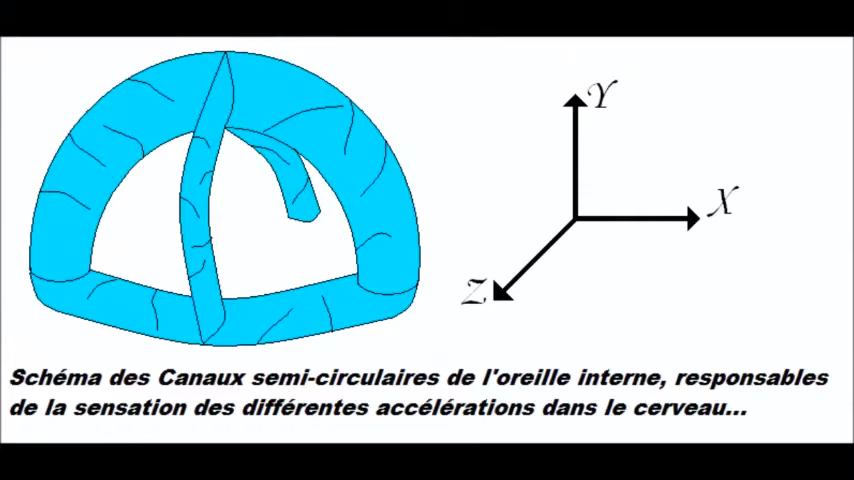 Y
X
Z
Schéma des Canaux semi-circulaires de l'oreille interne, responsables
de la sensation des différentes accélérations dans le cerveau...